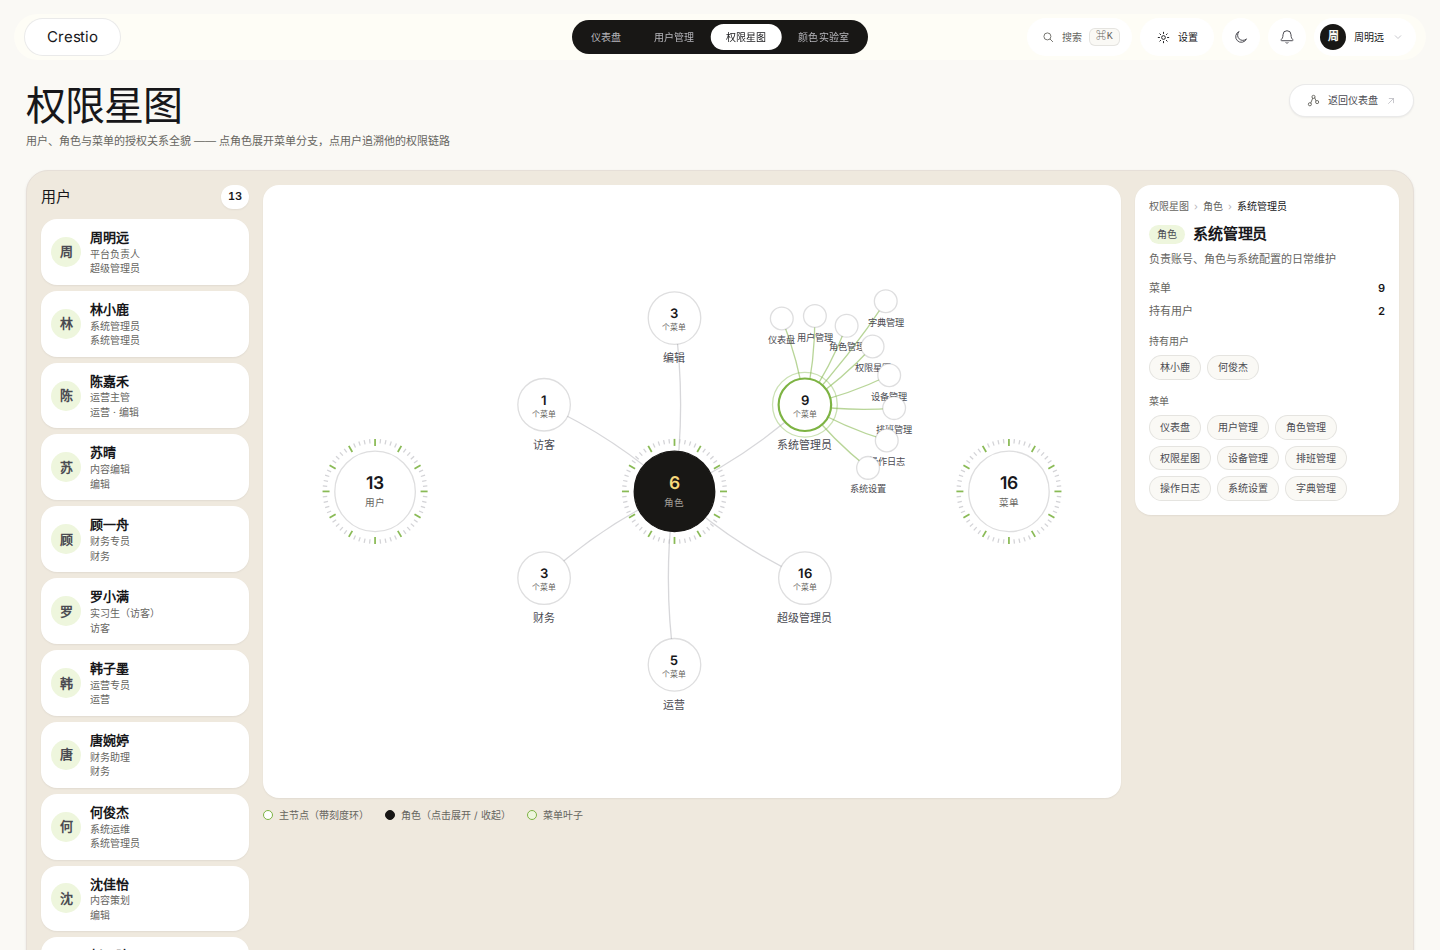 Crestio
仪表盘
用户管理
权限星图
颜色实验室
搜索
⌘K
设置
周
周明远
权限星图
用户、角色与菜单的授权关系全貌 —— 点角色展开菜单分支，点用户追溯他的权限链路
返回仪表盘
用户
13
周
周明远
平台负责人
超级管理员
林
林小鹿
系统管理员
系统管理员
陈
陈嘉禾
运营主管
运营 · 编辑
苏
苏晴
内容编辑
编辑
顾
顾一舟
财务专员
财务
罗
罗小满
实习生（访客）
访客
韩
韩子墨
运营专员
运营
唐
唐婉婷
财务助理
财务
何
何俊杰
系统运维
系统管理员
沈
沈佳怡
内容策划
编辑
3
个菜单
编辑
1
个菜单
访客
9
个菜单
系统管理员
仪表盘
用户管理
角色管理
字典管理
权限星
设备管理
排班管理
作日志
系统设置
13
用户
6
角色
16
菜单
3
个菜单
财务
16
个菜单
超级管理员
5
个菜单
运营
主节点（带刻度环）
角色（点击展开 / 收起）
菜单叶子
权限星图 › 角色 › 系统管理员
角色
系统管理员
负责账号、角色与系统配置的日常维护
菜单
9
持有用户
2
持有用户
林小鹿
何俊杰
菜单
仪表盘
用户管理
角色管理
权限星图
设备管理
排班管理
操作日志
系统设置
字典管理